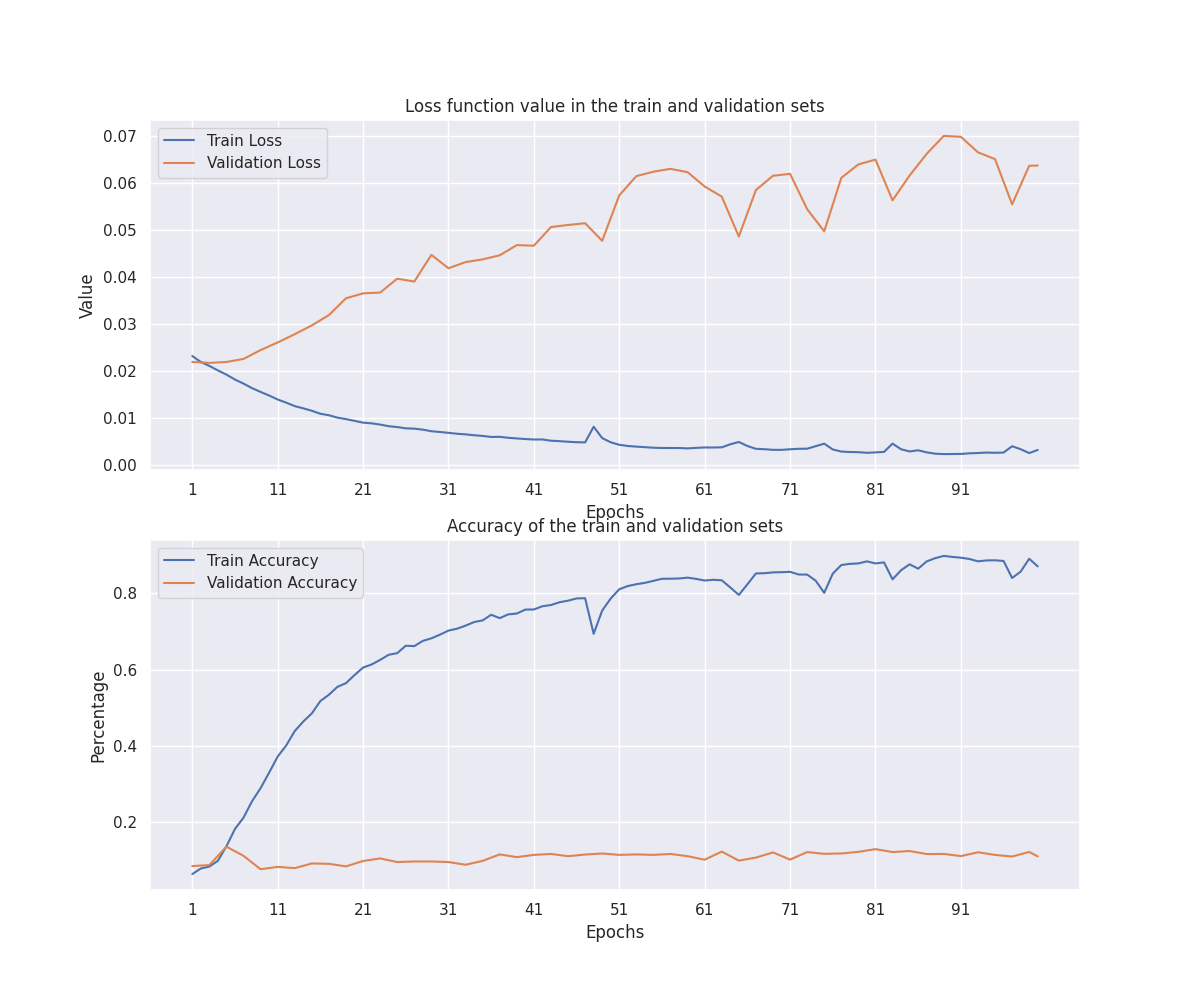 Loss function value in the train and validation sets
Train Loss
Validation Loss
Value
0.07
0.06
0.05
0.04
0.03
0.02
0.01
0.00
1 11 21 31 41 51 61 71 81 91
Epochs
Accuracy of the train and validation sets
Train Accuracy
Validation Accuracy
Percentage
0.8
0.6
0.4
0.2
1 11 21 31 41 51 61 71 81 91
Epochs